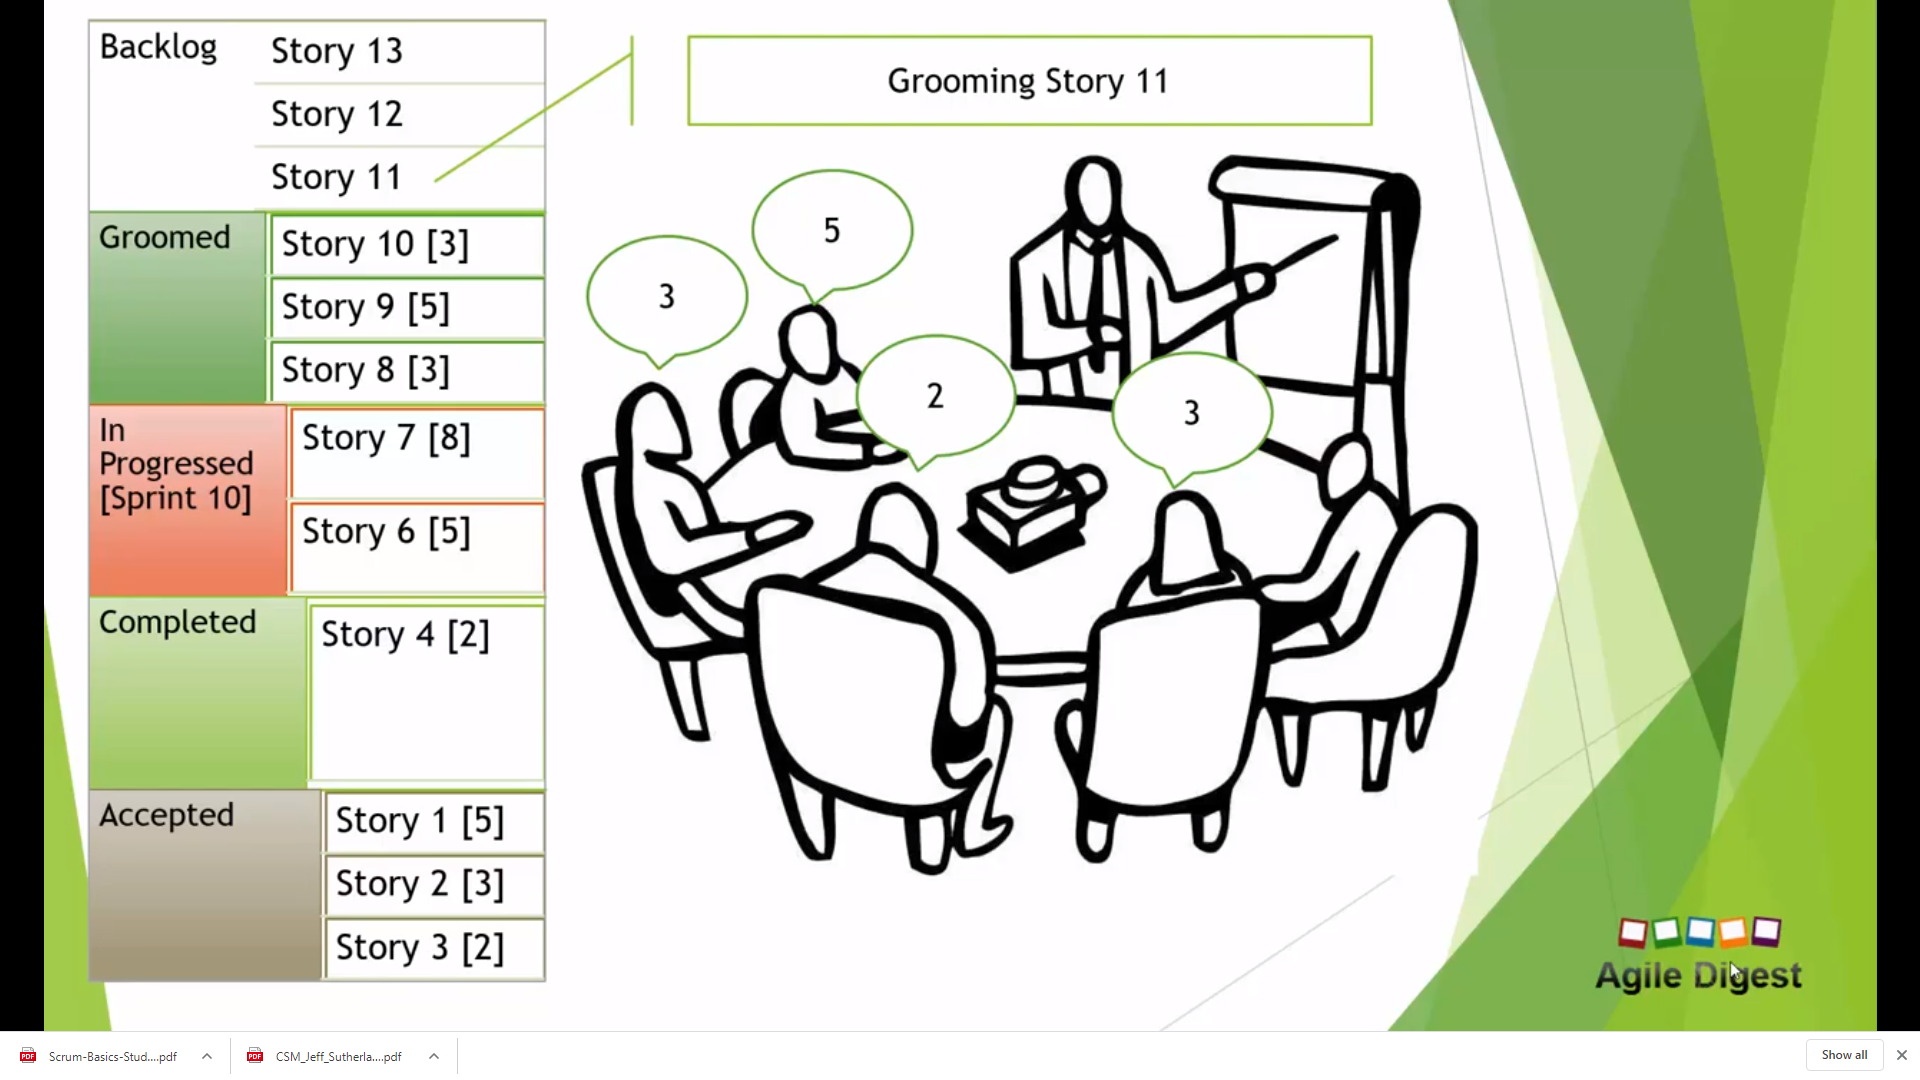 Backlog
Story 13
Story 12
Story 11
Groomed
Story 10 [3]
Story 9 [5]
Story 8 [3]
In
Progressed
[Sprint 10]
Story 7 [8]
Story 6 [5]
Completed
Story 4 [2]
Accepted
Story 1 [5]
Story 2 [3]
Story 3 [2]
Grooming Story 11
5
3
2
3
Agile Digest
Scrum-Basics-Stud....pdf
CSM_Jeff_Sutherla....pdf
Show all